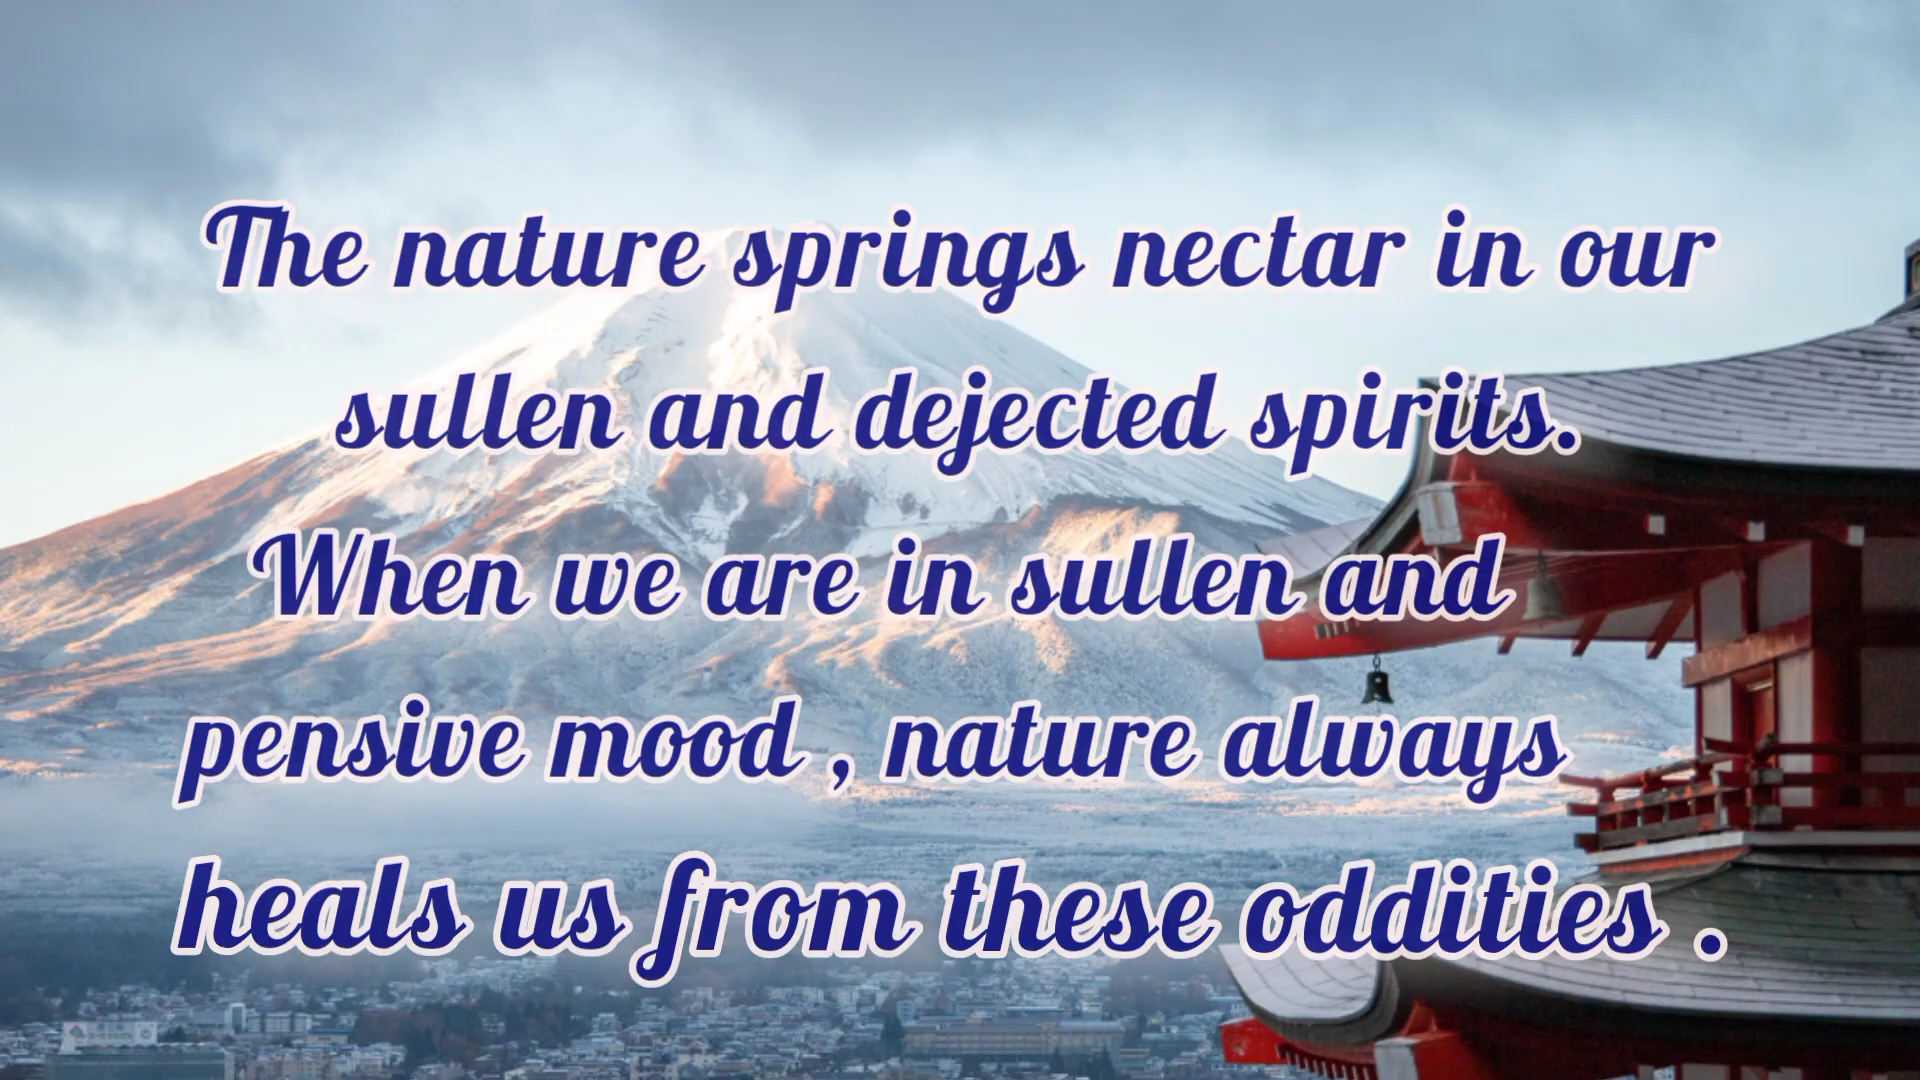 The nature springs nectar in our
sullen and dejected spirits.
When we are in sullen and
pensive mood , nature always
heals us from these oddities .